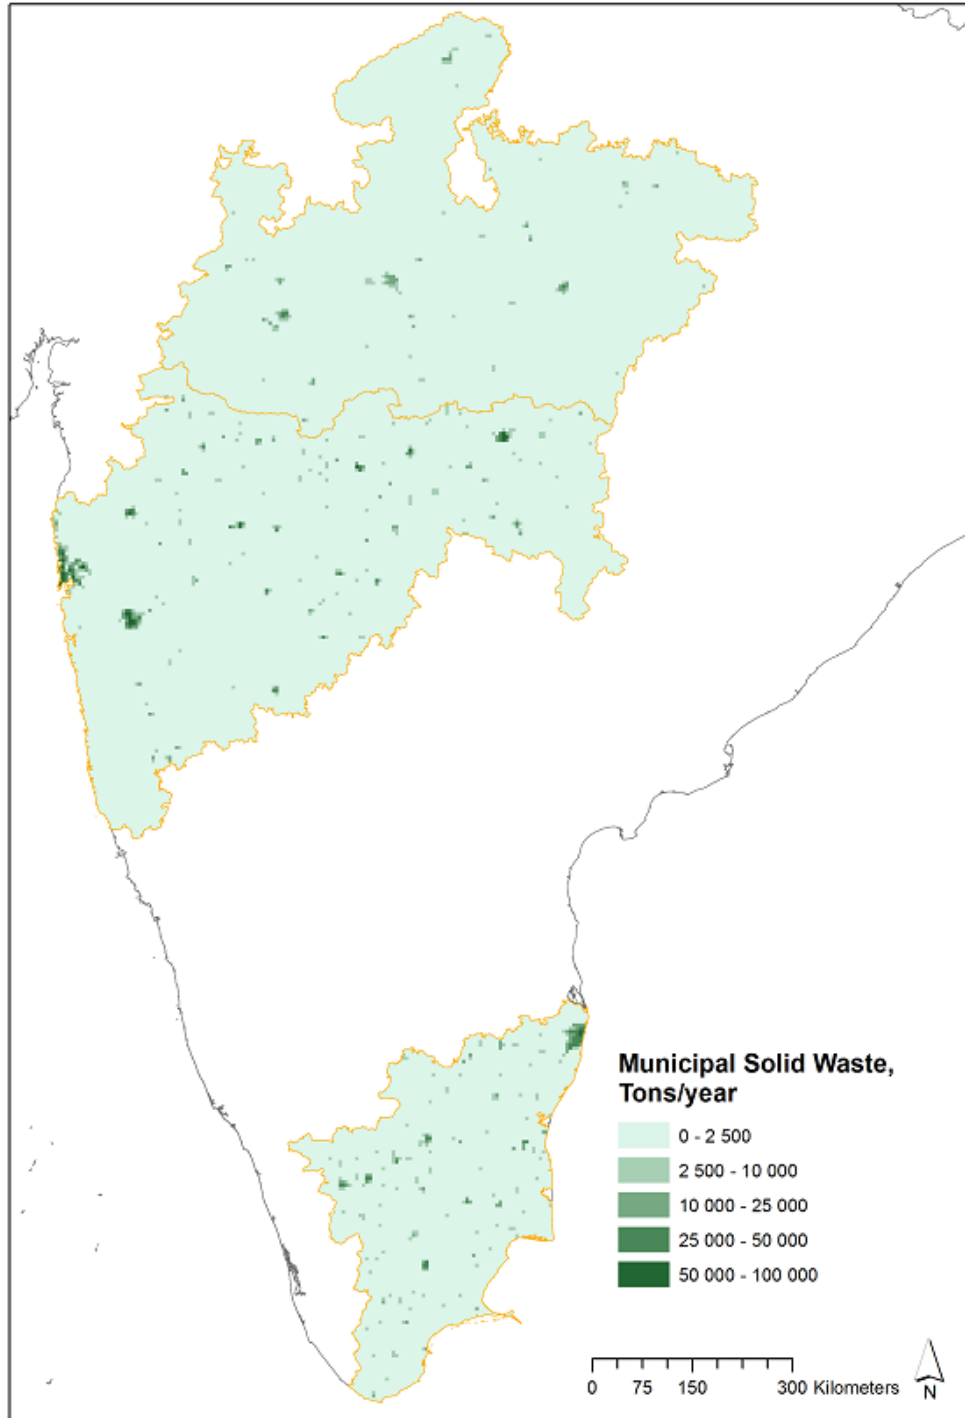 Municipal Solid Waste,
Tons/year
0 - 2 500
2 500 - 10 000
10 000 - 25 000
25 000 - 50 000
50 000 - 100 000
0 75 150 300 Kilometers
N